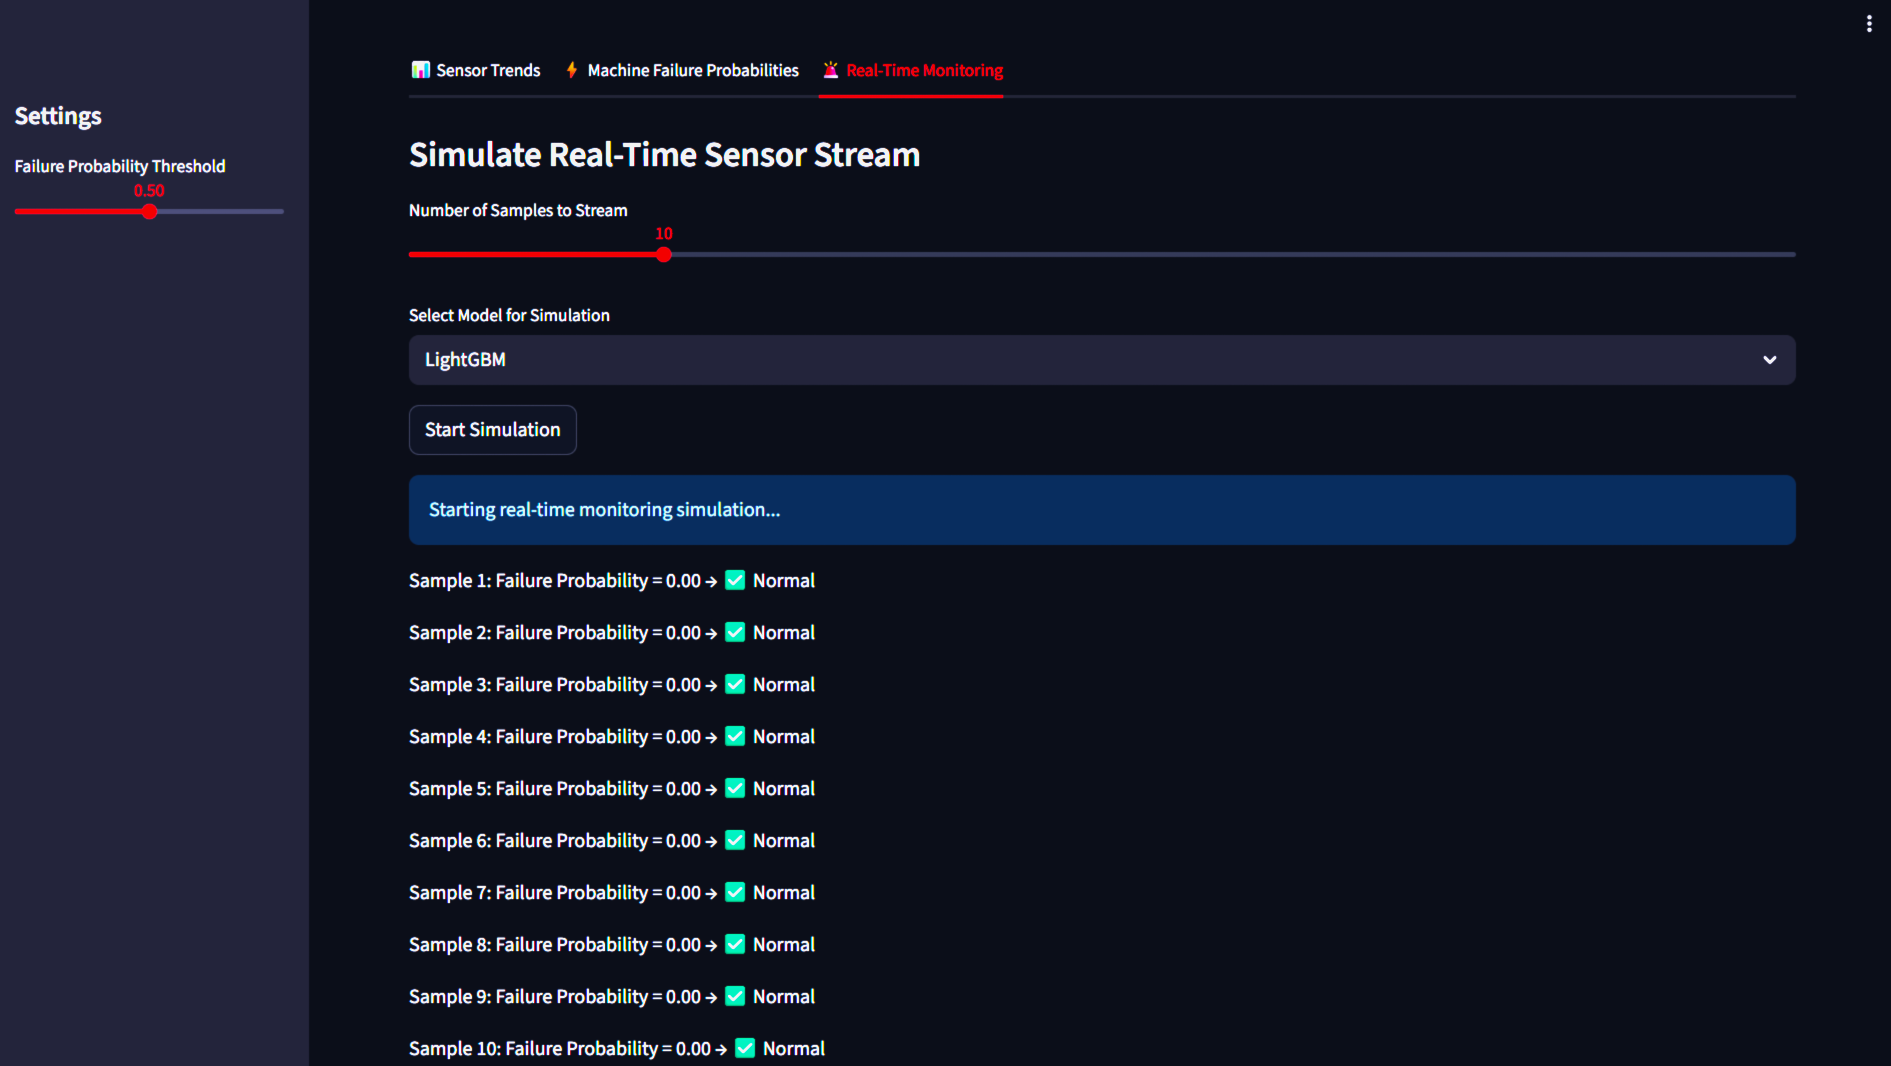 Settings
Failure Probability Threshold
0.50
📊 Sensor Trends ⚡ Machine Failure Probabilities 🚨 Real-Time Monitoring
Simulate Real-Time Sensor Stream
Number of Samples to Stream
10
Select Model for Simulation
LightGBM
Start Simulation
Starting real-time monitoring simulation...
Sample 1: Failure Probability = 0.00 → ✅ Normal
Sample 2: Failure Probability = 0.00 → ✅ Normal
Sample 3: Failure Probability = 0.00 → ✅ Normal
Sample 4: Failure Probability = 0.00 → ✅ Normal
Sample 5: Failure Probability = 0.00 → ✅ Normal
Sample 6: Failure Probability = 0.00 → ✅ Normal
Sample 7: Failure Probability = 0.00 → ✅ Normal
Sample 8: Failure Probability = 0.00 → ✅ Normal
Sample 9: Failure Probability = 0.00 → ✅ Normal
Sample 10: Failure Probability = 0.00 → ✅ Normal